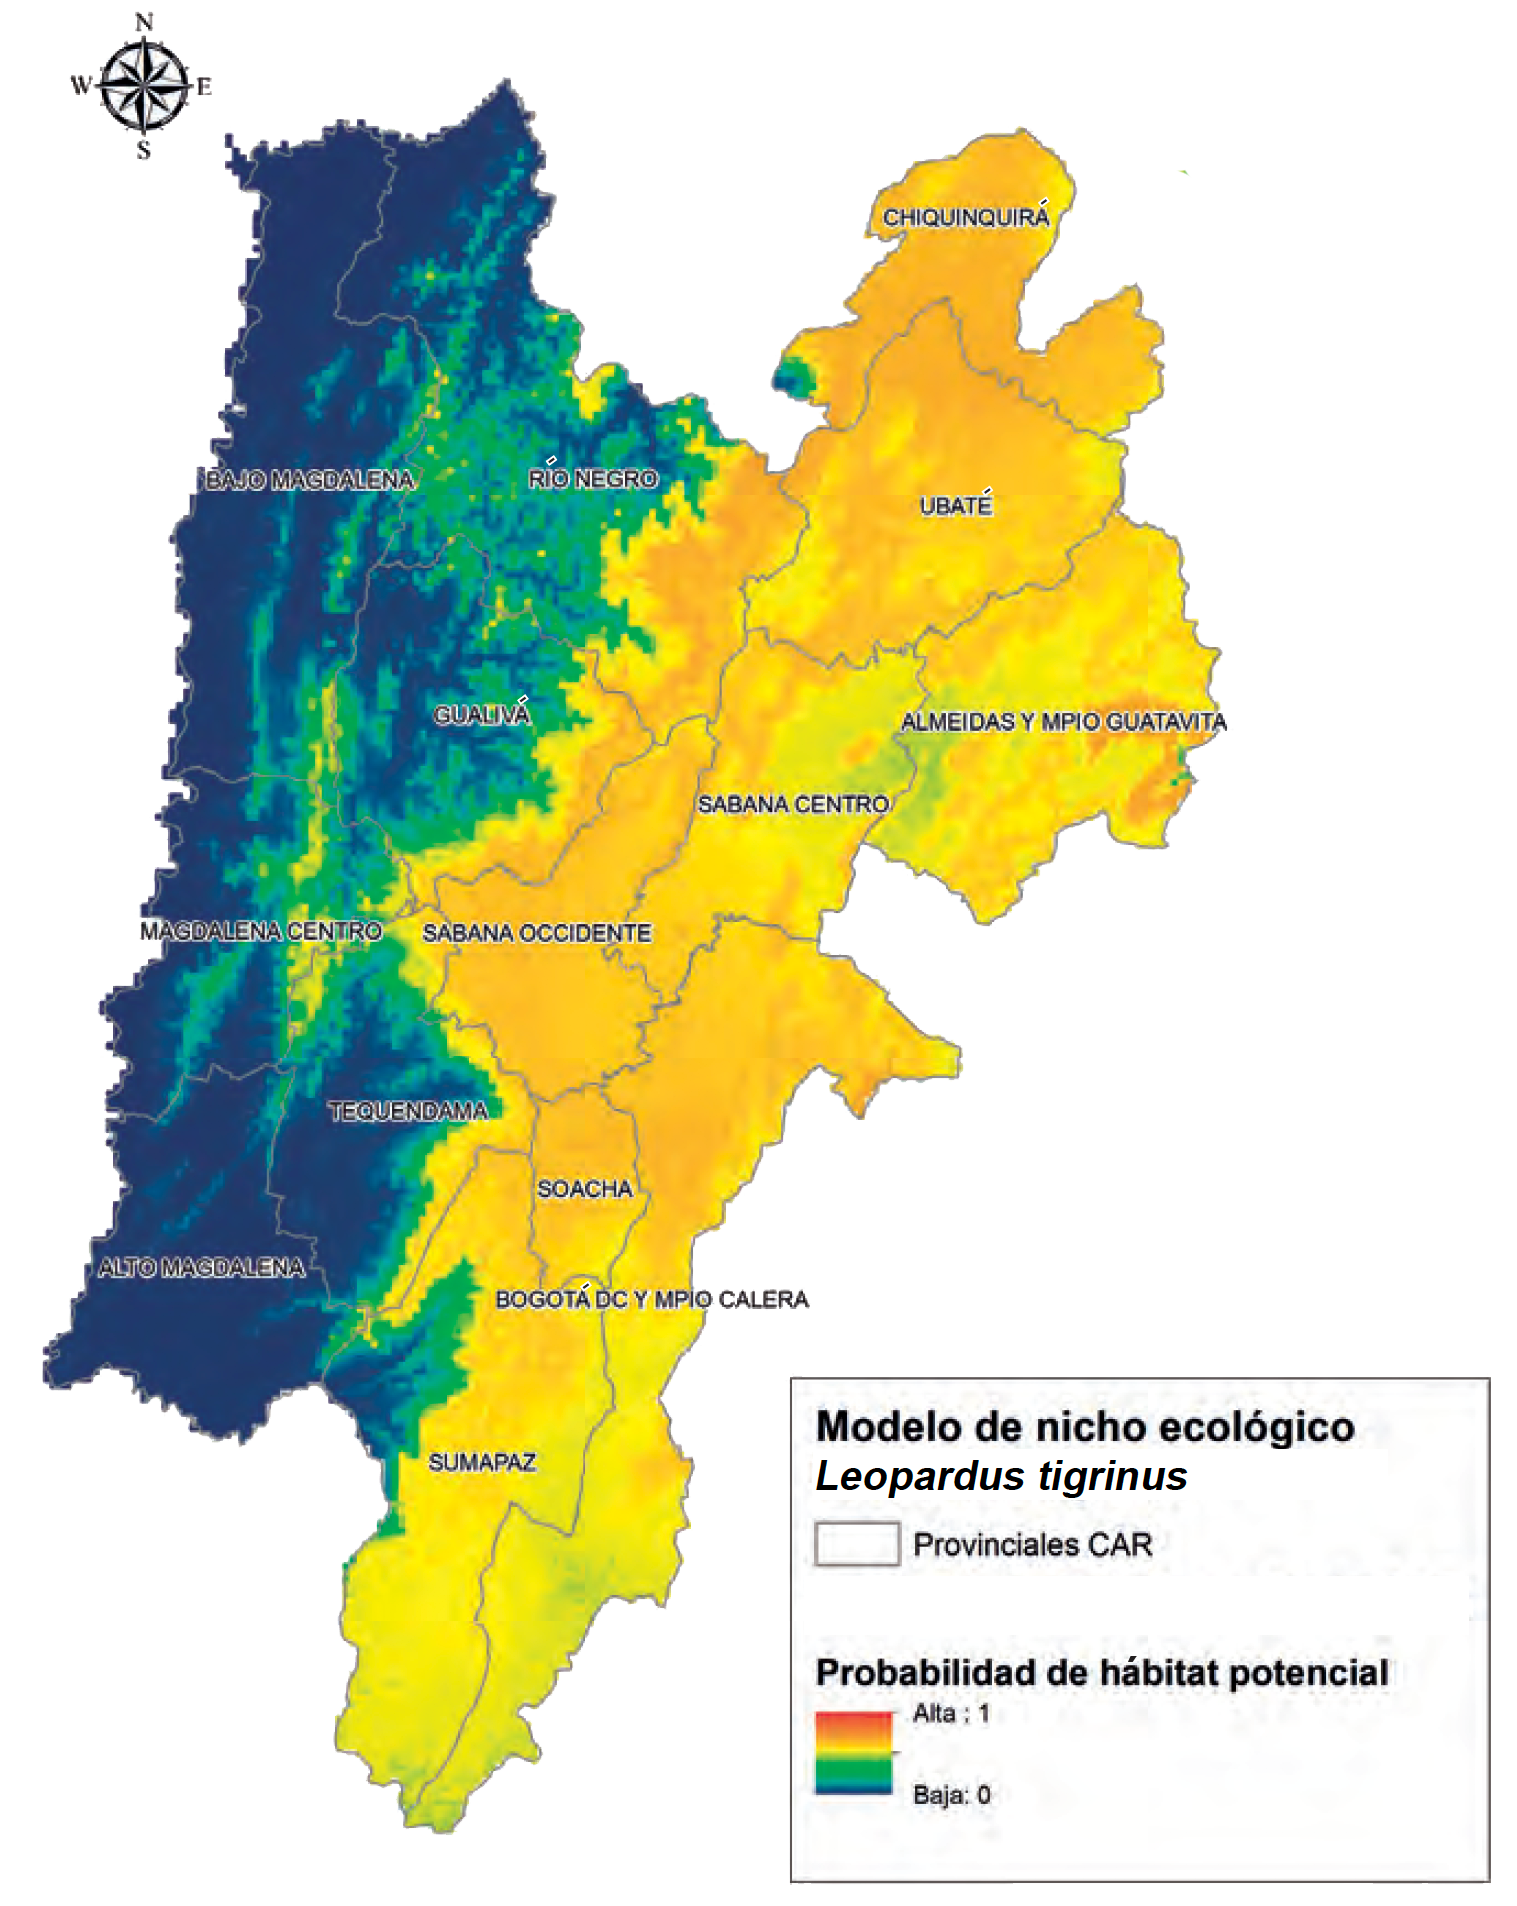 N
W E
S
CHIQUINQUIRÁ
BAJO MAGDALENA
RÍO NEGRO
UBATÉ
GUALIVÁ
ALMEIDAS Y MPIO GUATAVITA
SABANA CENTRO
MAGDALENA CENTRO
SABANA OCCIDENTE
TEQUENDAMA
SOACHA
ALTO MAGDALENA
BOGOTÁ DC Y MPIO CALERA
SUMAPAZ
Modelo de nicho ecológico
Leopardus tigrinus
Provinciales CAR
Probabilidad de hábitat potencial
Alta ; 1
Baja: 0